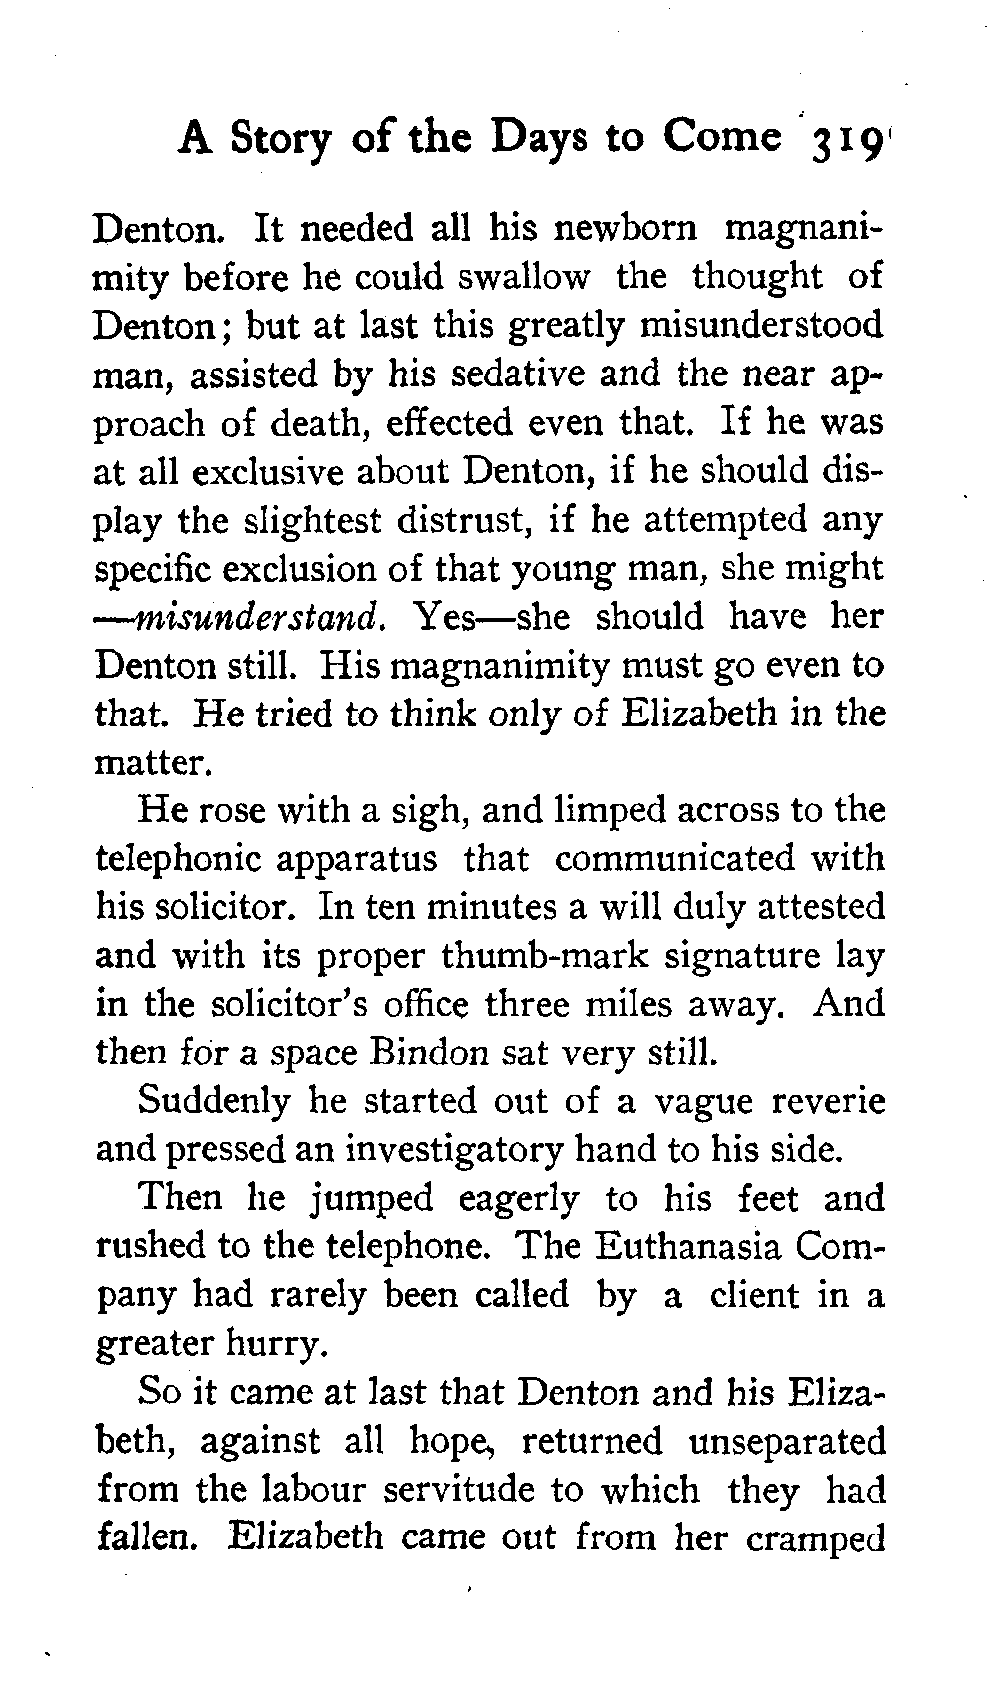 A Story of the Days to Come 319
Denton. It needed all his newborn magnani-
mity before he could swallow the thought of
Denton; but at last this greatly misunderstood
man, assisted by his sedative and the near ap-
proach of death, effected even that. If he was
at all exclusive about Denton, if he should dis-
play the slightest distrust, if he attempted any
specific exclusion of that young man, she might
—misunderstand. Yes—she should have her
Denton still. His magnanimity must go even to
that. He tried to think only of Elizabeth in the
matter.
He rose with a sigh, and limped across to the
telephonic apparatus that communicated with
his solicitor. In ten minutes a will duly attested
and with its proper thumb-mark signature lay
in the solicitor's office three miles away. And
then for a space Bindon sat very still.
Suddenly he started out of a vague reverie
and pressed an investigatory hand to his side.
Then he jumped eagerly to his feet and
rushed to the telephone. The Euthanasia Com-
pany had rarely been called by a client in a
greater hurry.
So it came at last that Denton and his Eliza-
beth, against all hope, returned unseparated
from the labour servitude to which they had
fallen. Elizabeth came out from her cramped